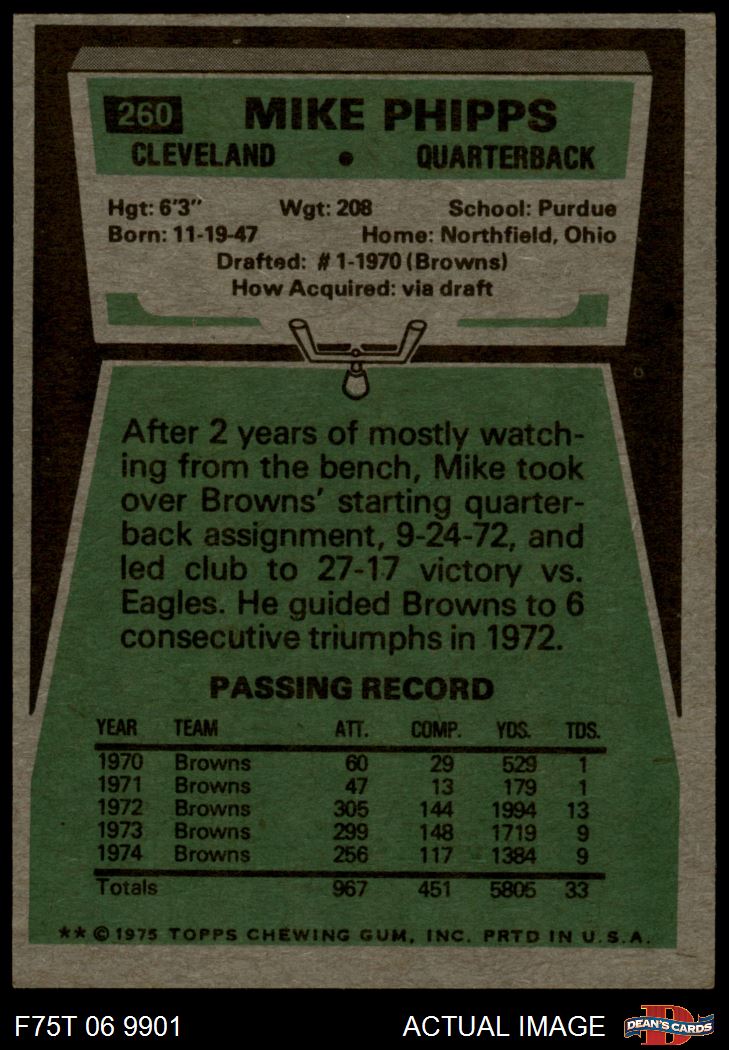 260 MIKE PHIPPS
CLEVELAND • QUARTERBACK
Hgt: 6'3" Wgt: 208 School: Purdue
Born: 11-19-47 Home: Northfield, Ohio
Drafted: #1-1970 (Browns)
How Acquired: via draft
After 2 years of mostly watch-
ing from the bench, Mike took
over Browns' starting quarter-
back assignment, 9-24-72, and
led club to 27-17 victory vs.
Eagles. He guided Browns to 6
consecutive triumphs in 1972.
PASSING RECORD
YEAR TEAM ATT. COMP. YDS. TDS.
1970 Browns 60 29 529 1
1971 Browns 47 13 179 1
1972 Browns 305 144 1994 13
1973 Browns 299 148 1719 9
1974 Browns 256 117 1384 9
Totals 967 451 5805 33
** © 1975 TOPPS CHEWING GUM, INC. PRTD IN U.S.A.
F75T 06 9901 ACTUAL IMAGE D DEAN'S CARDS